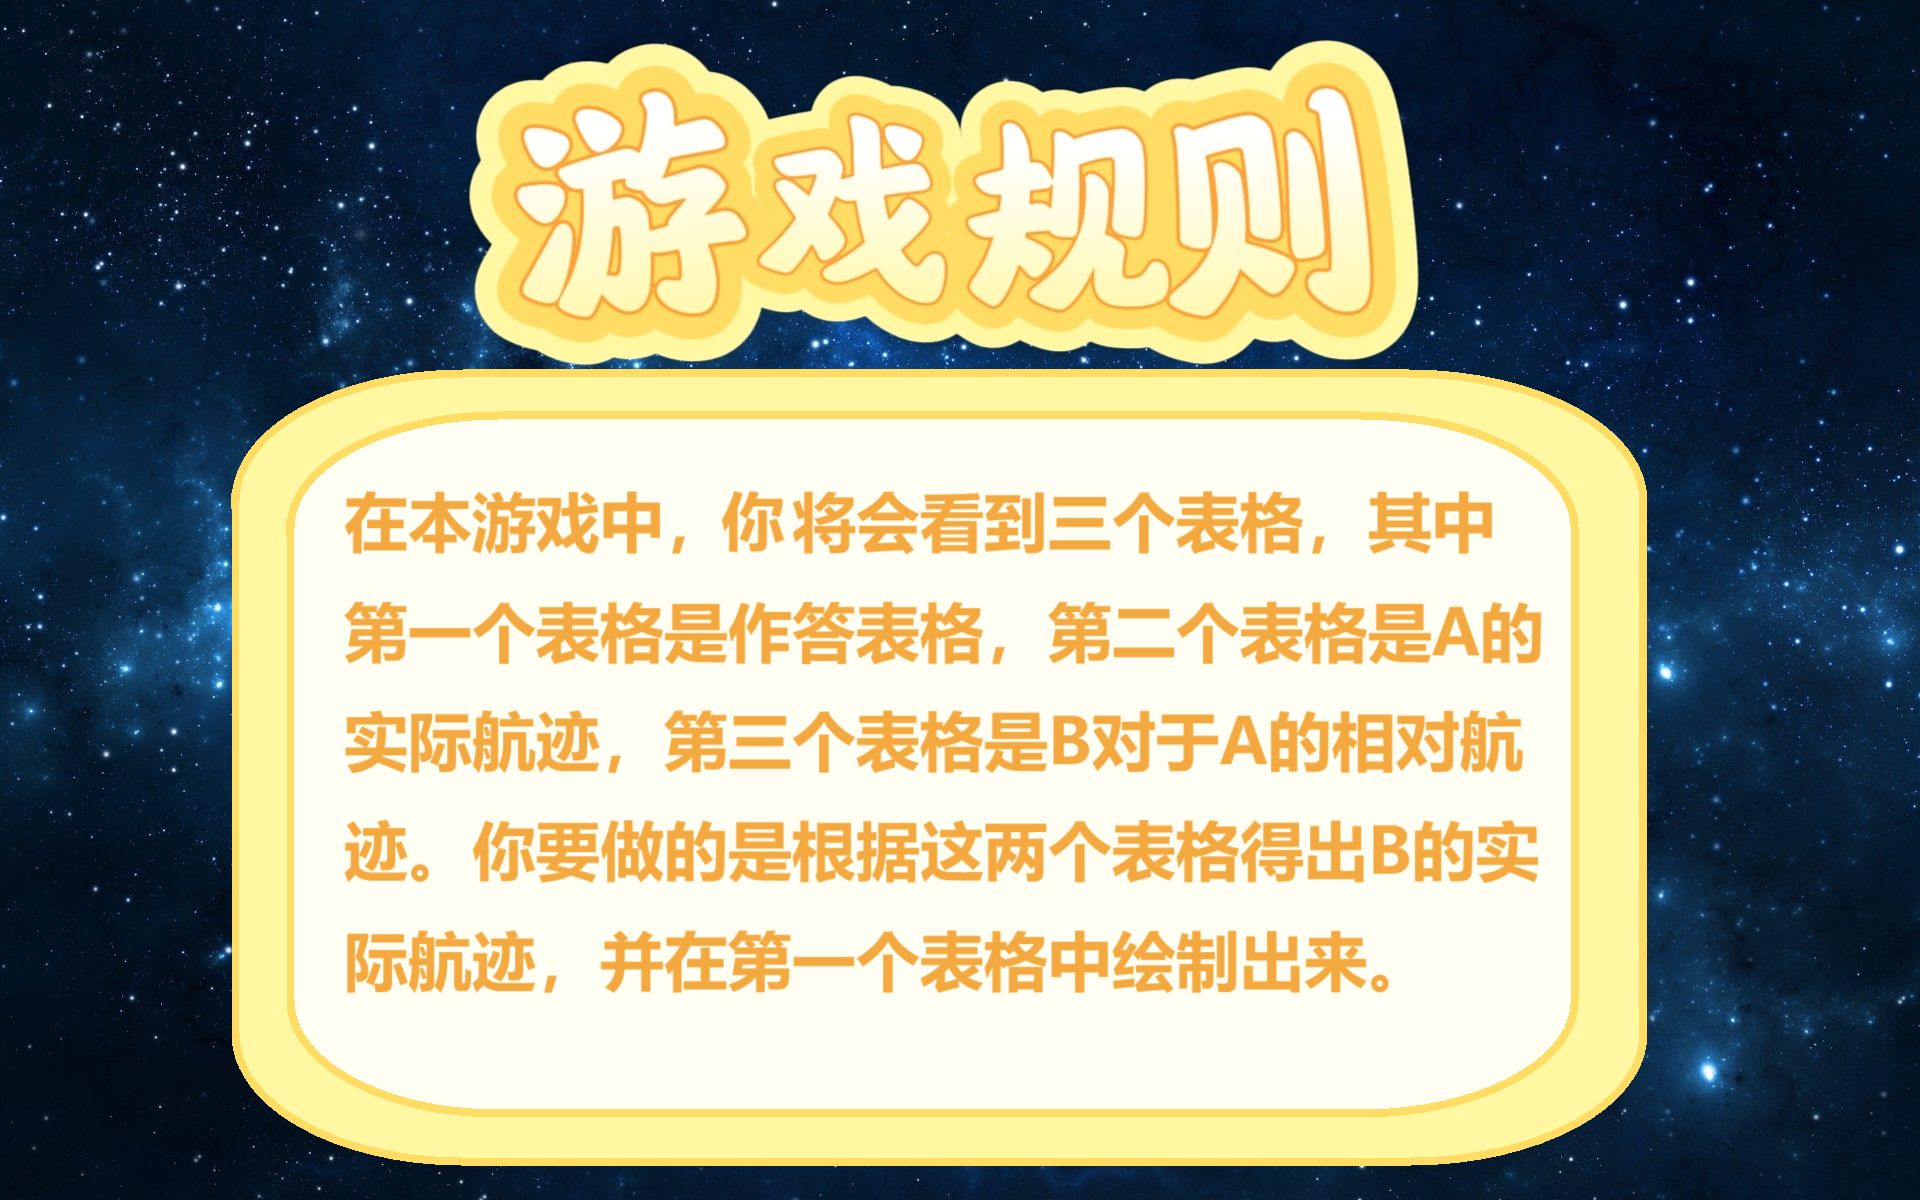 游戏规则
在本游戏中，你将会看到三个表格，其中
第一个表格是作答表格，第二个表格是A的
实际航迹，第三个表格是B对于A的相对航
迹。你要做的是根据这两个表格得出B的实
际航迹，并在第一个表格中绘制出来。